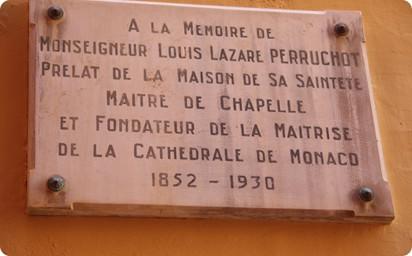 A LA MEMOIRE DE
MONSEIGNEUR LOUIS LAZARE PERRUCHOT
PRELAT DE LA MAISON DE SA SAINTETE
MAITRE DE CHAPELLE
ET FONDATEUR DE LA MAITRISE
DE LA CATHEDRALE DE MONACO
1852 - 1930